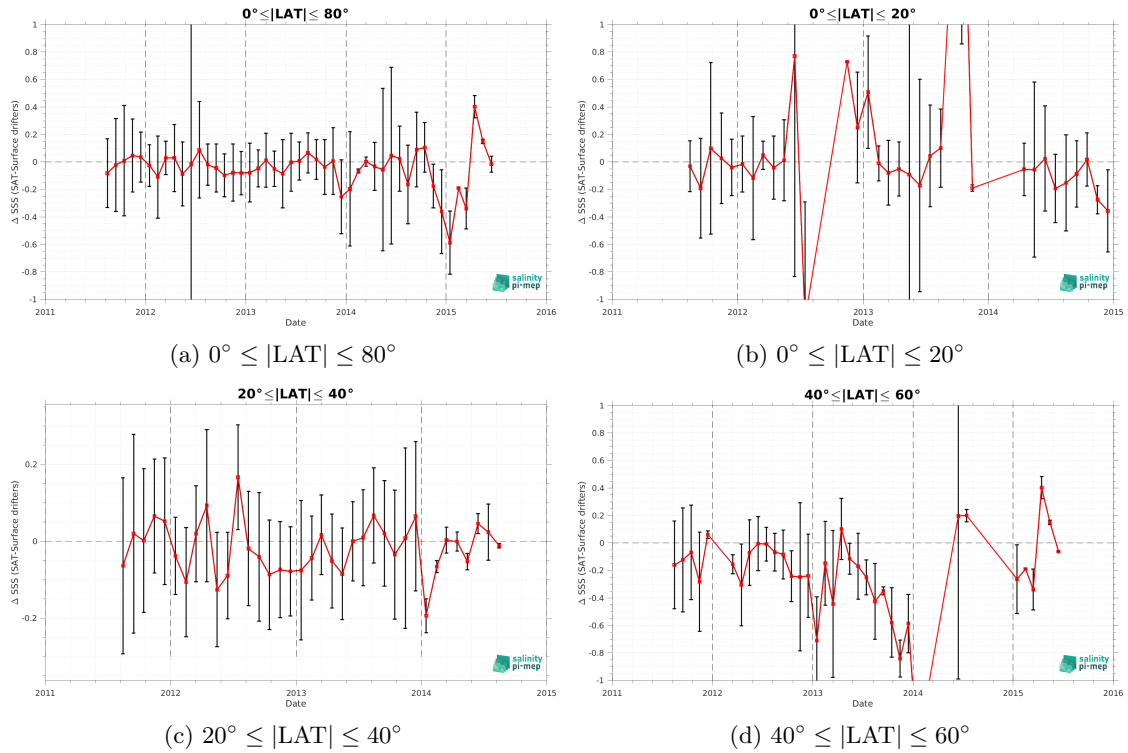 0°≤|LAT|≤ 80°
1
0.8
0.6
0.4
0.2
0
-0.2
-0.4
-0.6
-0.8
-1
Δ SSS (SAT-Surface drifters)
2011
2012
2013
2014
2015
2016
Date
salinity
pi-mep
(a) 0° ≤ |LAT| ≤ 80°
0°≤|LAT|≤ 20°
1
0.8
0.6
0.4
0.2
0
-0.2
-0.4
-0.6
-0.8
-1
Δ SSS (SAT-Surface drifters)
2011
2012
2013
2014
2015
Date
salinity
pi-mep
(b) 0° ≤ |LAT| ≤ 20°
20°≤|LAT|≤ 40°
0.2
0
-0.2
Δ SSS (SAT-Surface drifters)
2011
2012
2013
2014
2015
Date
salinity
pi-mep
(c) 20° ≤ |LAT| ≤ 40°
40°≤|LAT|≤ 60°
1
0.8
0.6
0.4
0.2
0
-0.2
-0.4
-0.6
-0.8
-1
Δ SSS (SAT-Surface drifters)
2011
2012
2013
2014
2015
2016
Date
salinity
pi-mep
(d) 40° ≤ |LAT| ≤ 60°